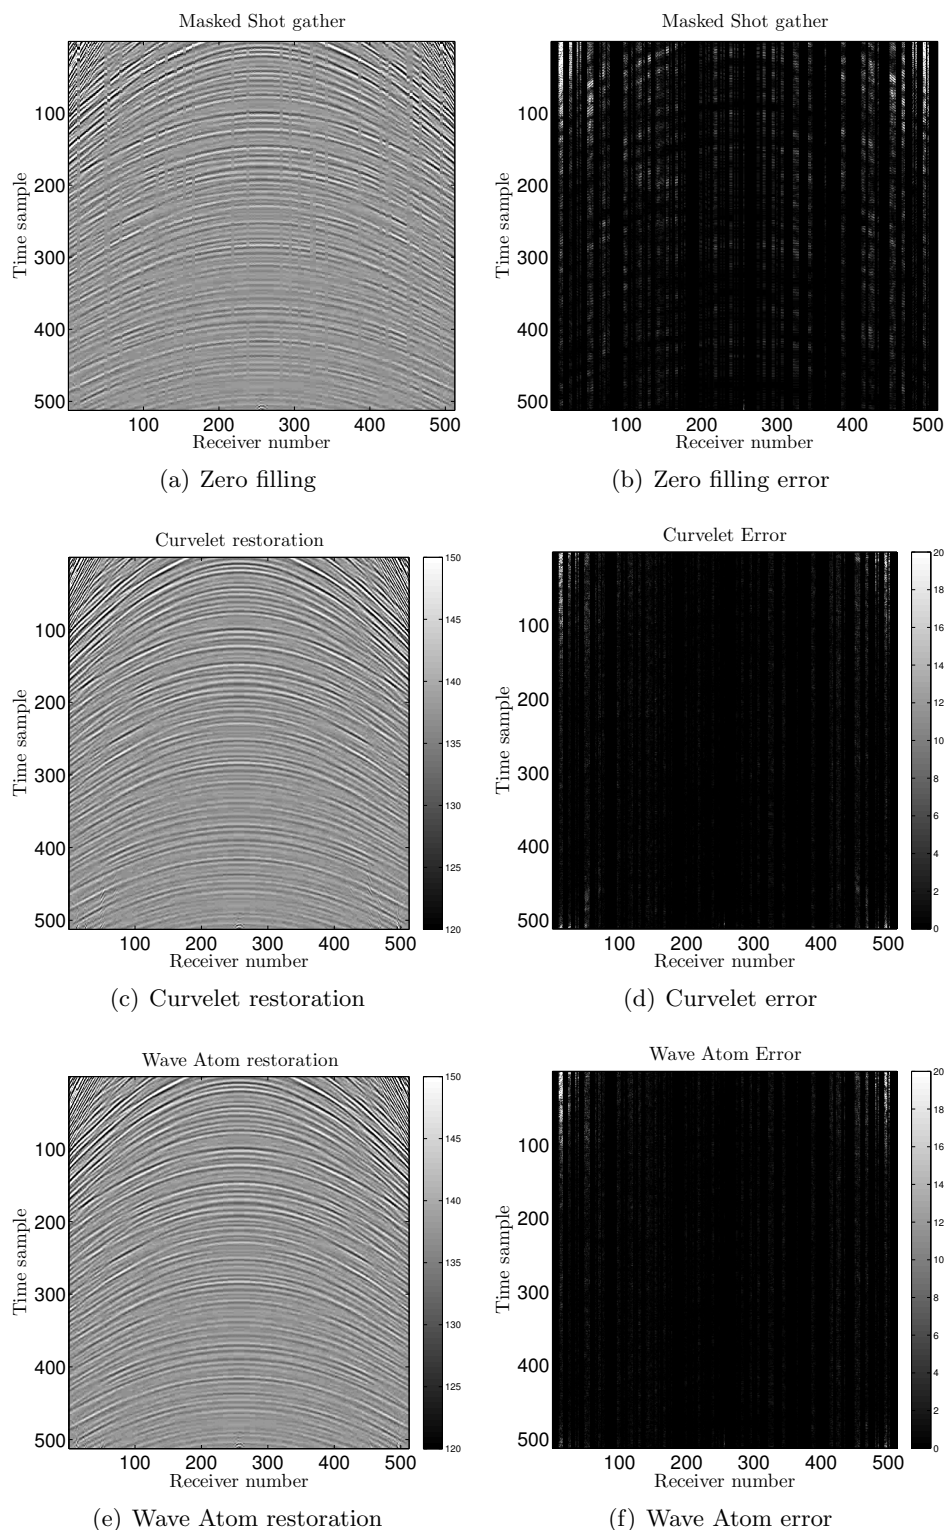 Masked Shot gather
Time sample
100
200
300
400
500
100 200 300 400 500
Receiver number
(a) Zero filling
Masked Shot gather
Time sample
100
200
300
400
500
100 200 300 400 500
Receiver number
(b) Zero filling error
Curvelet restoration
Time sample
100
200
300
400
500
100 200 300 400 500
Receiver number
150
145
140
135
130
125
120
(c) Curvelet restoration
Curvelet Error
Time sample
100
200
300
400
500
100 200 300 400 500
Receiver number
20
18
16
14
12
10
8
6
4
2
0
(d) Curvelet error
Wave Atom restoration
Time sample
100
200
300
400
500
100 200 300 400 500
Receiver number
150
145
140
135
130
125
120
(e) Wave Atom restoration
Wave Atom Error
Time sample
100
200
300
400
500
100 200 300 400 500
Receiver number
20
18
16
14
12
10
8
6
4
2
0
(f) Wave Atom error